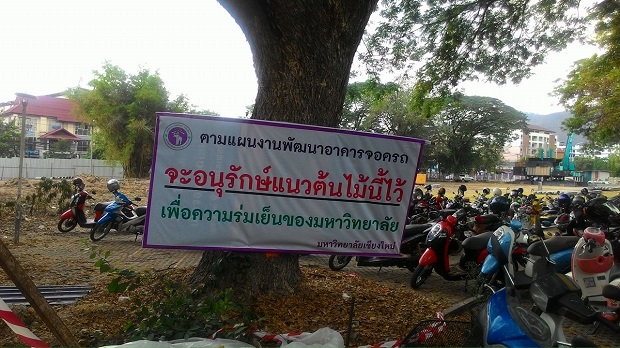 ตามแผนงานพัฒนาอาคารจอดรถ
จะอนุรักษ์แนวต้นไม้นี้ไว้
เพื่อความร่มเย็นของมหาวิทยาลัย
มหาวิทยาลัยเชียงใหม่